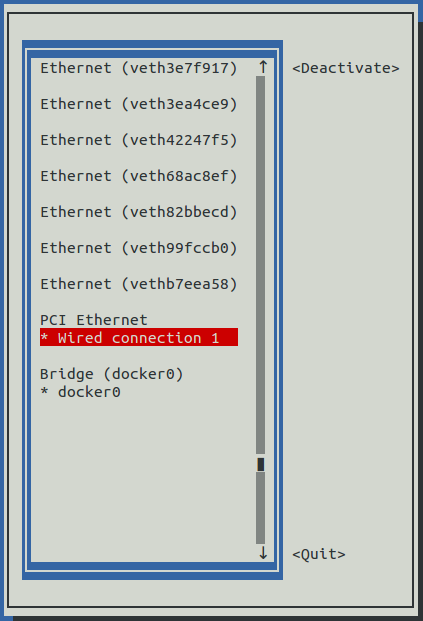 Ethernet (veth3e7f917) ↑ <Deactivate>
Ethernet (veth3ea4ce9)
Ethernet (veth42247f5)
Ethernet (veth68ac8ef)
Ethernet (veth82bbecd)
Ethernet (veth99fccb0)
Ethernet (vethb7eea58)
PCI Ethernet
* Wired connection 1
Bridge (docker0)
* docker0
↓ <Quit>